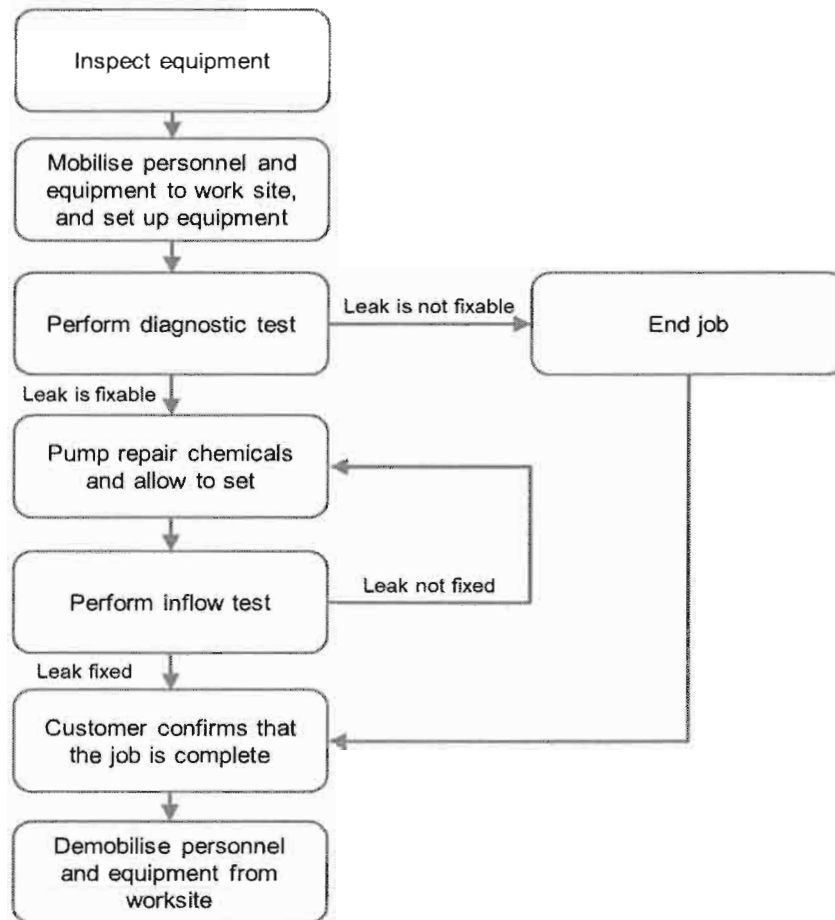 Inspect equipment
Mobilise personnel and
equipment to work site,
and set up equipment
Perform diagnostic test
Leak is not fixable
End job
Leak is fixable
Pump repair chemicals
and allow to set
Perform inflow test
Leak not fixed
Leak fixed
Customer confirms that
the job is complete
Demobilise personnel
and equipment from
worksite